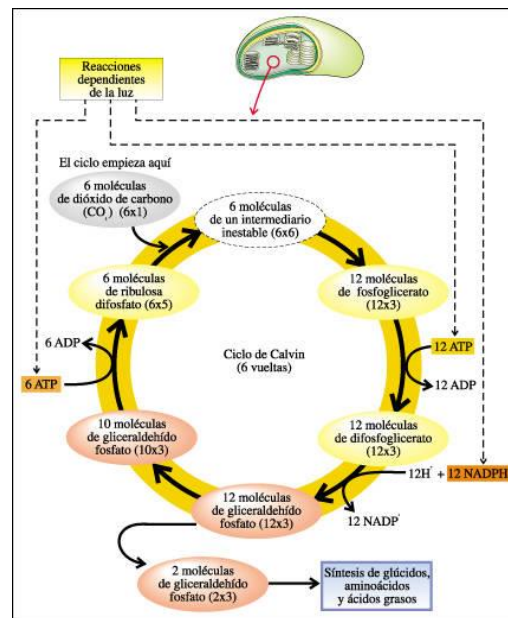 Reacciones
dependientes
de la luz
El ciclo empieza aquí
6 moléculas
de dióxido de carbono
(CO₂) (6x1)
6 moléculas
de un intermediario
inestable (6x6)
6 moléculas
de ribulosa
difosfato (6x5)
12 moléculas
de fosfoglicerato
(12x3)
6 ADP
6 ATP
Ciclo de Calvin
(6 vueltas)
12 ATP
12 ADP
10 moléculas
de gliceraldehído
fosfato (10x3)
12 moléculas
de difosfoglicerato
(12x3)
12H⁺ + 12 NADPH
12 moléculas
de gliceraldehído
fosfato (12x3)
12 NADP⁺
2 moléculas
de gliceraldehído
fosfato (2x3)
Síntesis de glúcidos,
aminoácidos
y ácidos grasos